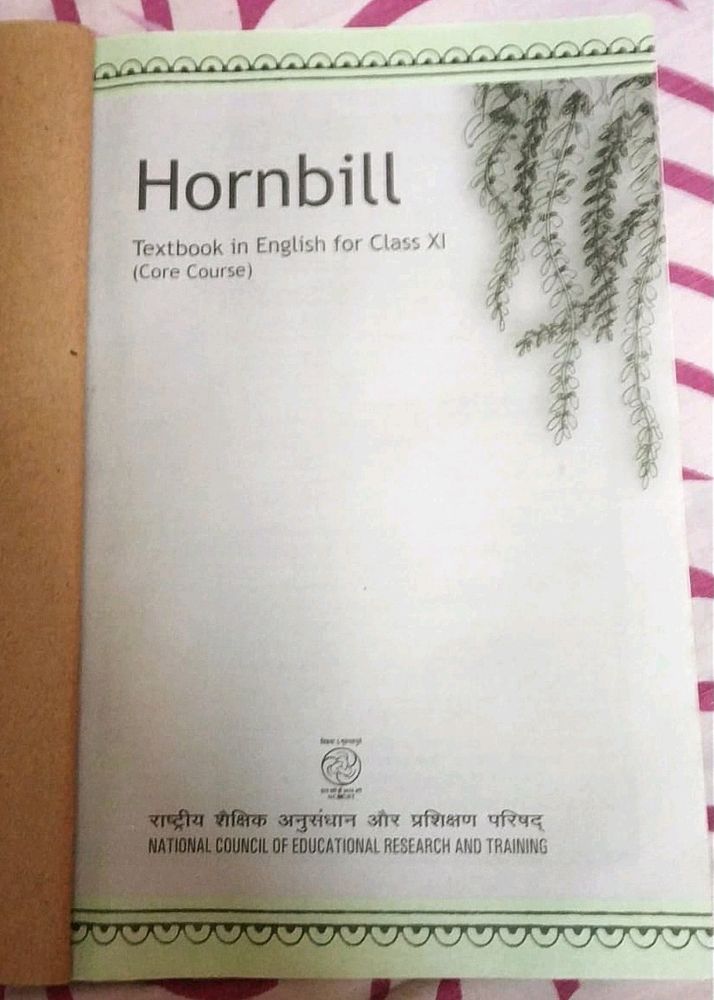 Hornbill
Textbook in English for Class XI
(Core Course)
राष्ट्रीय शैक्षिक अनुसंधान और प्रशिक्षण परिषद्
NATIONAL COUNCIL OF EDUCATIONAL RESEARCH AND TRAINING